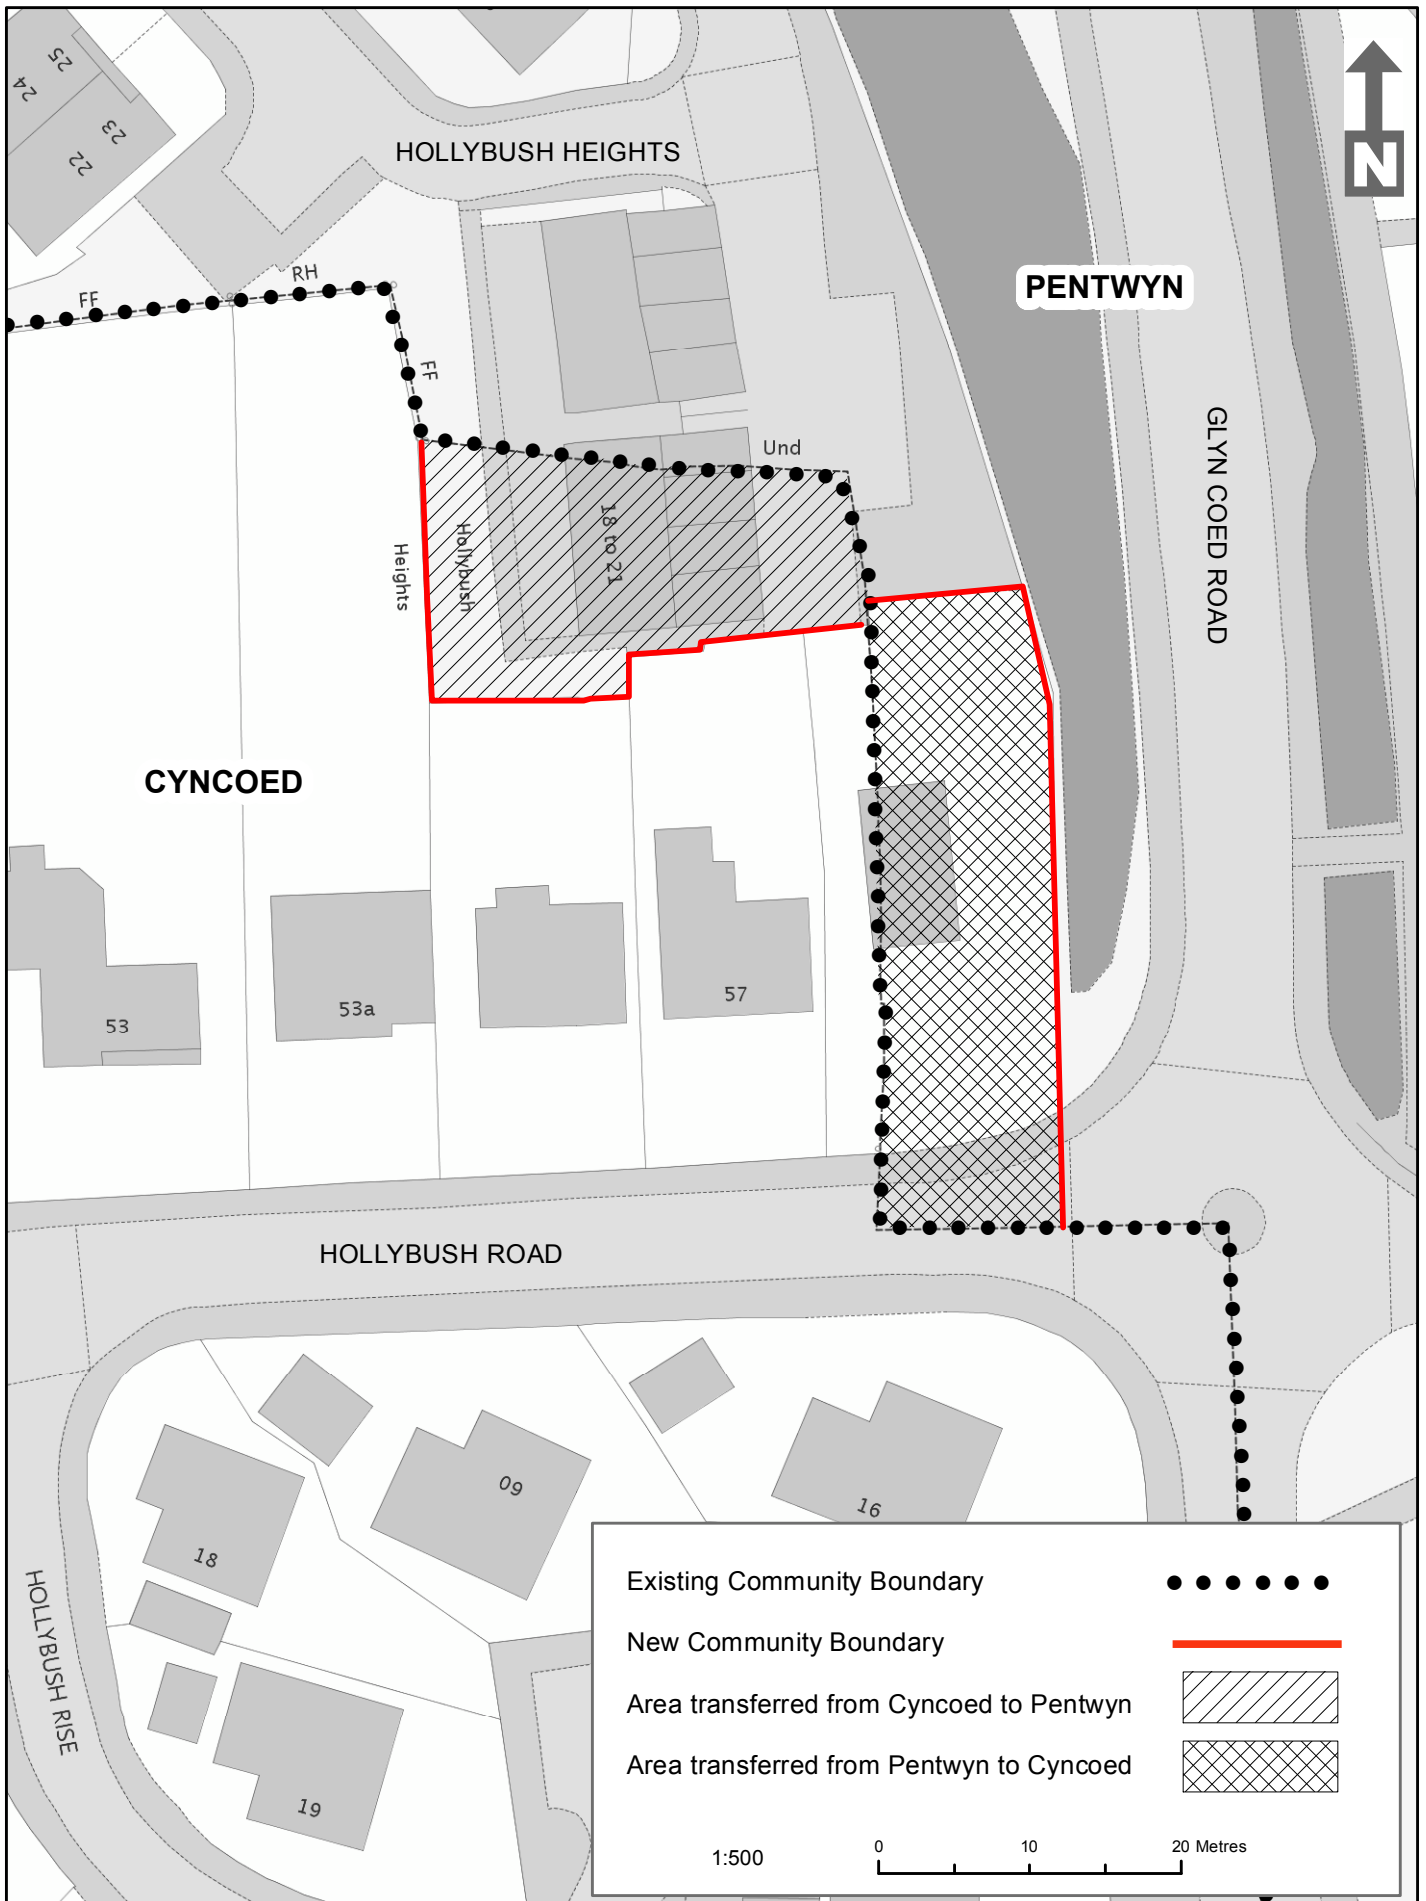 25
24
23
22
HOLLYBUSH HEIGHTS
N
RH
FF
PENTWYN
FF
GLYN COED ROAD
Und
18 to 21
Hollybush
Heights
CYNCOED
53
53a
57
HOLLYBUSH ROAD
18
09
16
HOLLYBUSH RISE
19
Existing Community Boundary
New Community Boundary
Area transferred from Cyncoed to Pentwyn
Area transferred from Pentwyn to Cyncoed
1:500
0 10 20 Metres